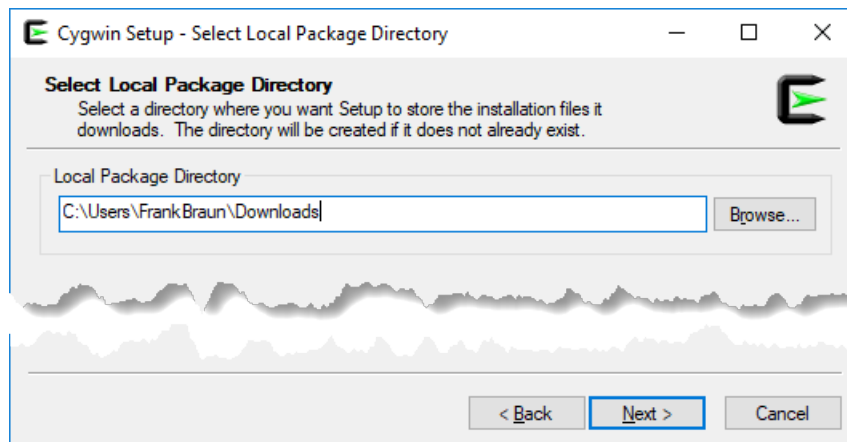 Cygwin Setup - Select Local Package Directory
Select Local Package Directory
Select a directory where you want Setup to store the installation files it
downloads. The directory will be created if it does not already exist.
Local Package Directory
C:\Users\FrankBraun\Downloads
Browse...
< Back
Next >
Cancel